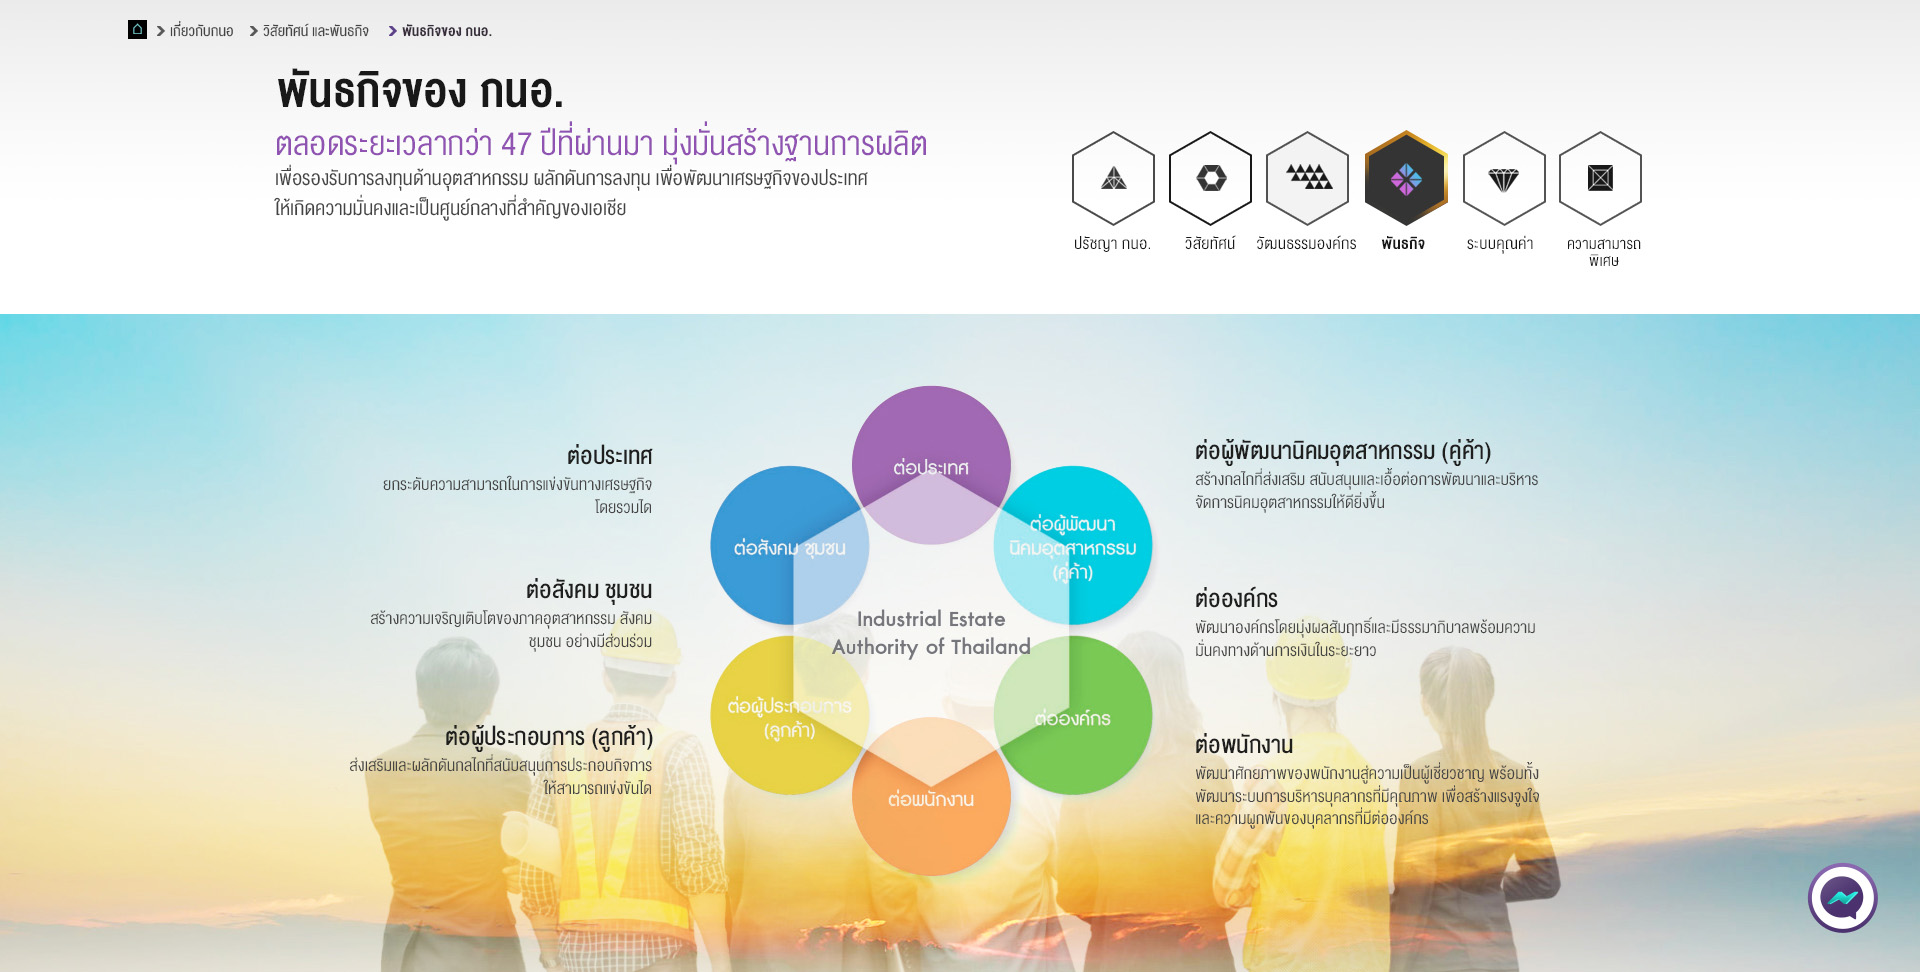 เกี่ยวกับกนอ วิสัยทัศน์ และพันธกิจ พันธกิจของ กนอ.
พันธกิจของ กนอ.
ตลอดระยะเวลากว่า 47 ปีที่ผ่านมา มุ่งมั่นสร้างฐานการผลิต
เพื่อรองรับการลงทุนด้านอุตสาหกรรม ผลักดันการลงทุน เพื่อพัฒนาเศรษฐกิจของประเทศ
ให้เกิดความมั่นคงและเป็นศูนย์กลางที่สำคัญของเอเชีย
ปรัชญา กนอ.
วิสัยทัศน์
วัฒนธรรมองค์กร
พันธกิจ
ระบบคุณค่า
ความสามารถ
พิเศษ
ต่อประเทศ
ยกระดับความสามารถในการแข่งขันทางเศรษฐกิจ
โดยรวมได
ต่อสังคม ชุมชน
สร้างความเจริญเติบโตของภาคอุตสาหกรรม สังคม
ชุมชน อย่างมีส่วนร่วม
ต่อผู้ประกอบการ (ลูกค้า)
ส่งเสริมและผลักดันกลไกที่สนับสนุนการประกอบกิจการ
ให้สามารถแข่งขันได
ต่อประเทศ
ต่อสังคม ชุมชน
ต่อผู้พัฒนา
นิคมอุตสาหกรรม
(คู่ค้า)
Industrial Estate
Authority of Thailand
ต่อผู้ประกอบการ
(ลูกค้า)
ต่อองค์กร
ต่อพนักงาน
ต่อผู้พัฒนานิคมอุตสาหกรรม (คู่ค้า)
สร้างกลไกที่ส่งเสริม สนับสนุนและเอื้อต่อการพัฒนาและบริหาร
จัดการนิคมอุตสาหกรรมให้ดียิ่งขึ้น
ต่อองค์กร
พัฒนาองค์กรโดยมุ่งผลสัมฤทธิ์และมีธรรมาภิบาลพร้อมความ
มั่นคงทางด้านการเงินในระยะยาว
ต่อพนักงาน
พัฒนาศักยภาพของพนักงานสู่ความเป็นผู้เชี่ยวชาญ พร้อมทั้ง
พัฒนาระบบการบริหารบุคลากรที่มีคุณภาพ เพื่อสร้างแรงจูงใจ
และความผูกพันของบุคลากรที่มีต่อองค์กร